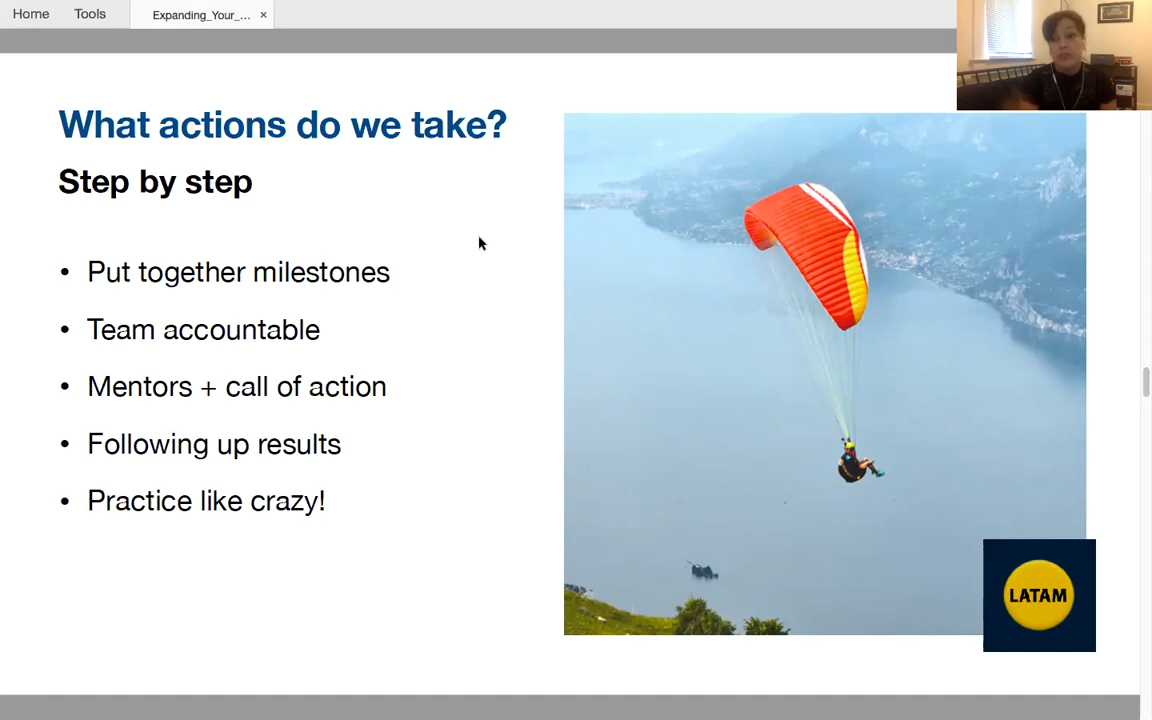 Home Tools Expanding_Your_... ×
What actions do we take?
Step by step
• Put together milestones
• Team accountable
• Mentors + call of action
• Following up results
• Practice like crazy!
LATAM